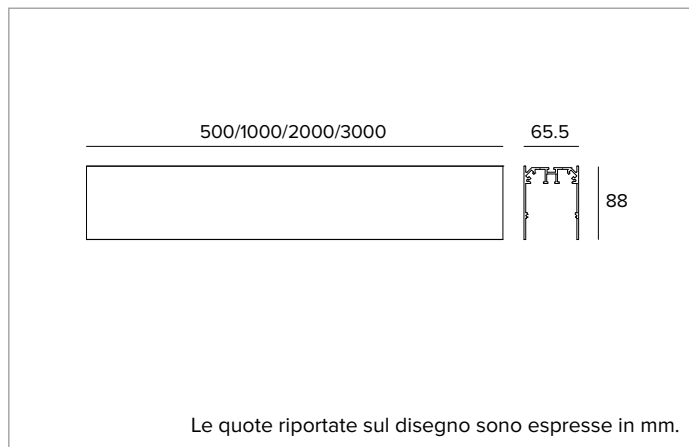 500/1000/2000/3000
65.5
88
Le quote riportate sul disegno sono espresse in mm.